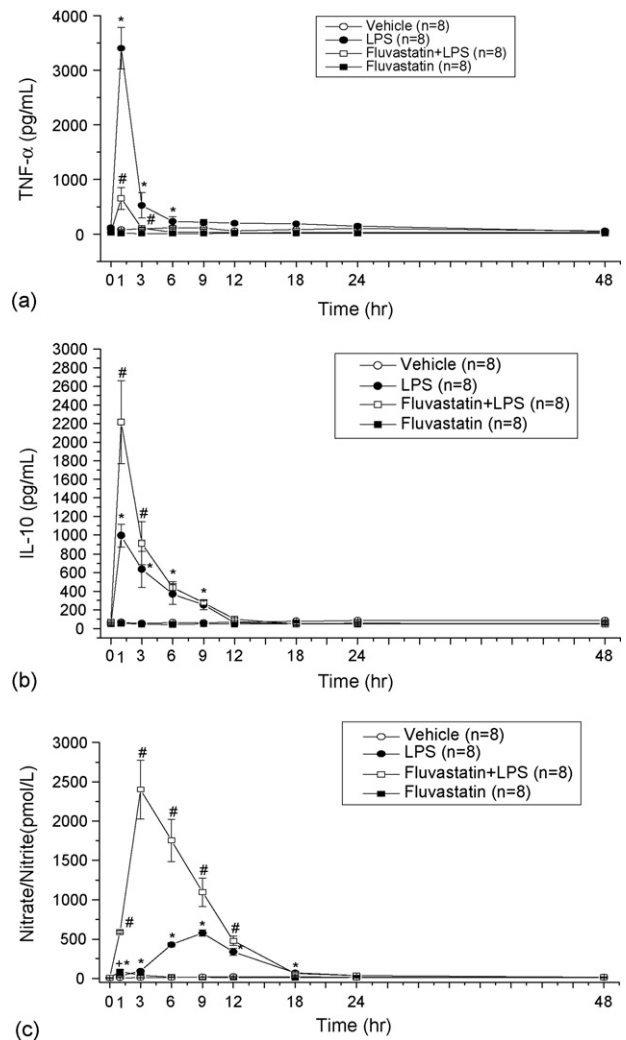 Vehicle (n=8)
LPS (n=8)
Fluvastatin+LPS (n=8)
Fluvastatin (n=8)
TNF-α (pg/mL)
4000
3000
2000
1000
0
*
#
*
#
*
0 1 3 6 9 12 18 24 48
Time (hr)
(a)
Vehicle (n=8)
LPS (n=8)
Fluvastatin+LPS (n=8)
Fluvastatin (n=8)
IL-10 (pg/mL)
3000
2800
2600
2400
2200
2000
1800
1600
1400
1200
1000
800
600
400
200
0
#
*
#
*
*
*
0 1 3 6 9 12 18 24 48
Time (hr)
(b)
Vehicle (n=8)
LPS (n=8)
Fluvastatin+LPS (n=8)
Fluvastatin (n=8)
Nitrate/Nitrite(pmol/L)
3000
2500
2000
1500
1000
500
0
#
#
#
#
#
+*
*
*
*
*
*
0 1 3 6 9 12 18 24 48
Time (hr)
(c)